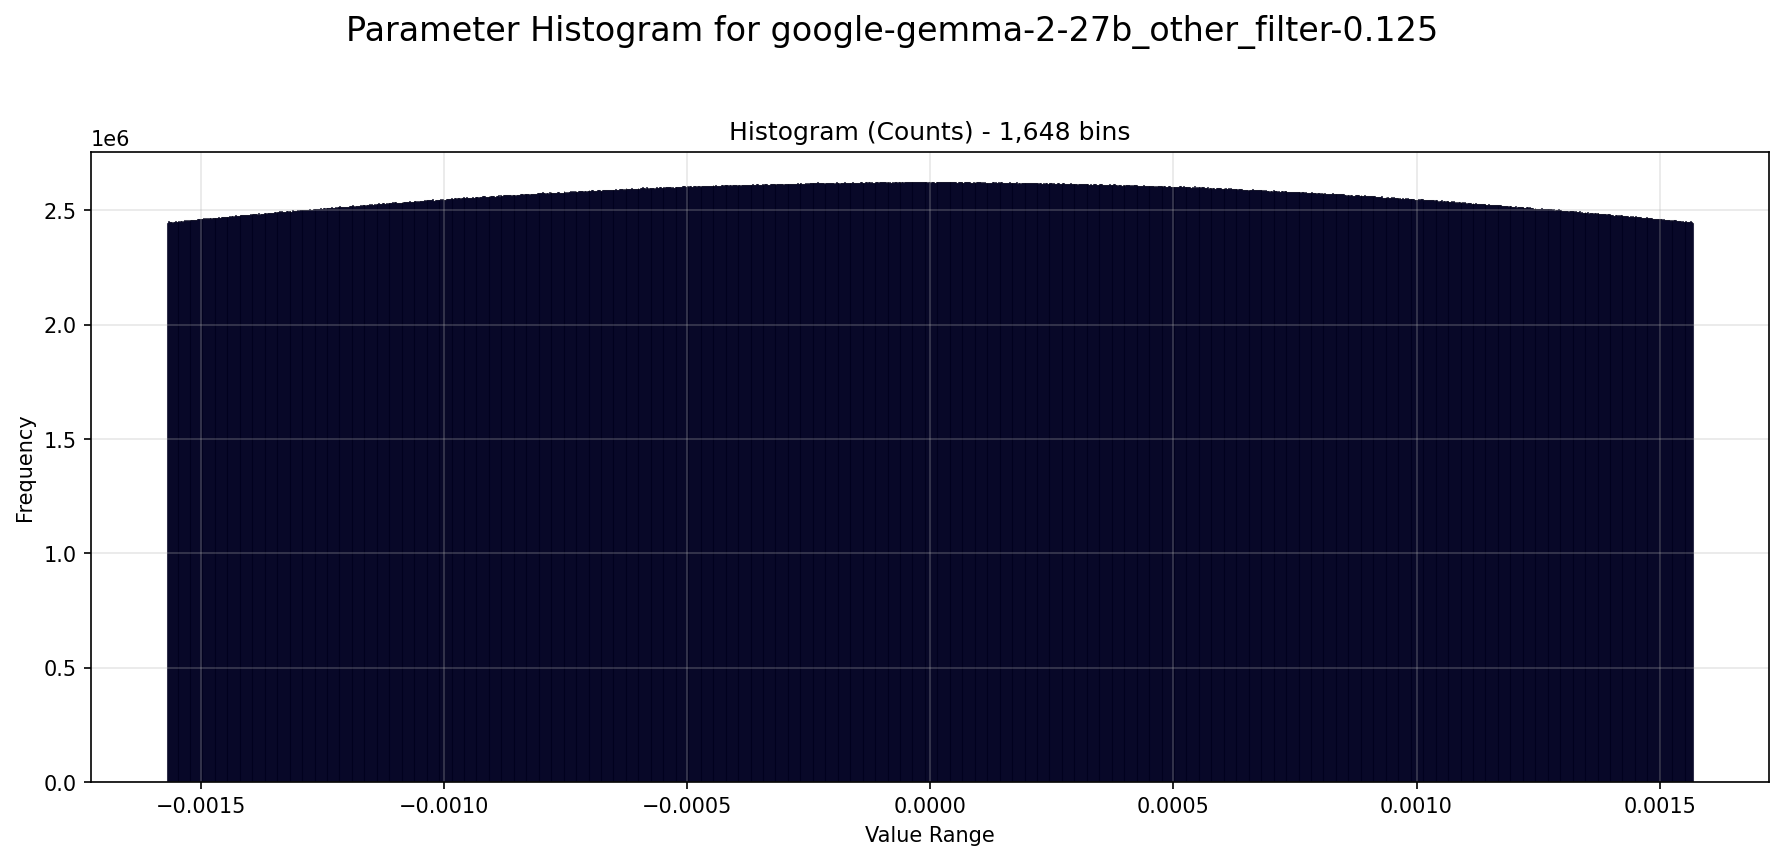 Parameter Histogram for google-gemma-2-27b_other_filter-0.125
Histogram (Counts) - 1,648 bins
1e6
2.5
2.0
1.5
1.0
0.5
0.0
Frequency
−0.0015 −0.0010 −0.0005 0.0000 0.0005 0.0010 0.0015
Value Range